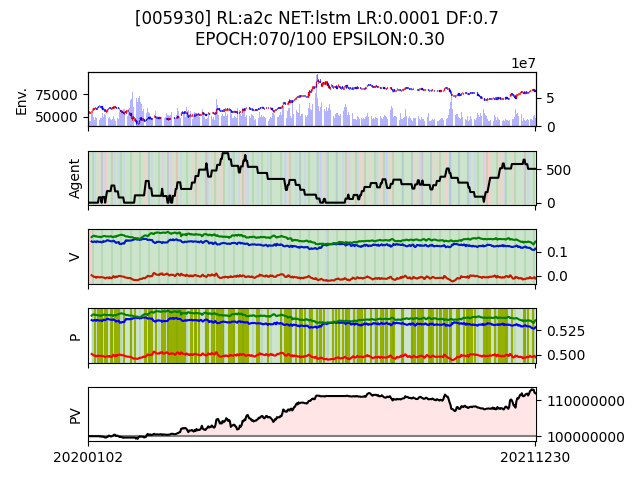 [005930] RL:a2c NET:lstm LR:0.0001 DF:0.7
EPOCH:070/100 EPSILON:0.30
1e7
Env.
75000
50000
5
0
Agent
500
0
V
0.1
0.0
P
0.525
0.500
PV
110000000
100000000
20200102
20211230